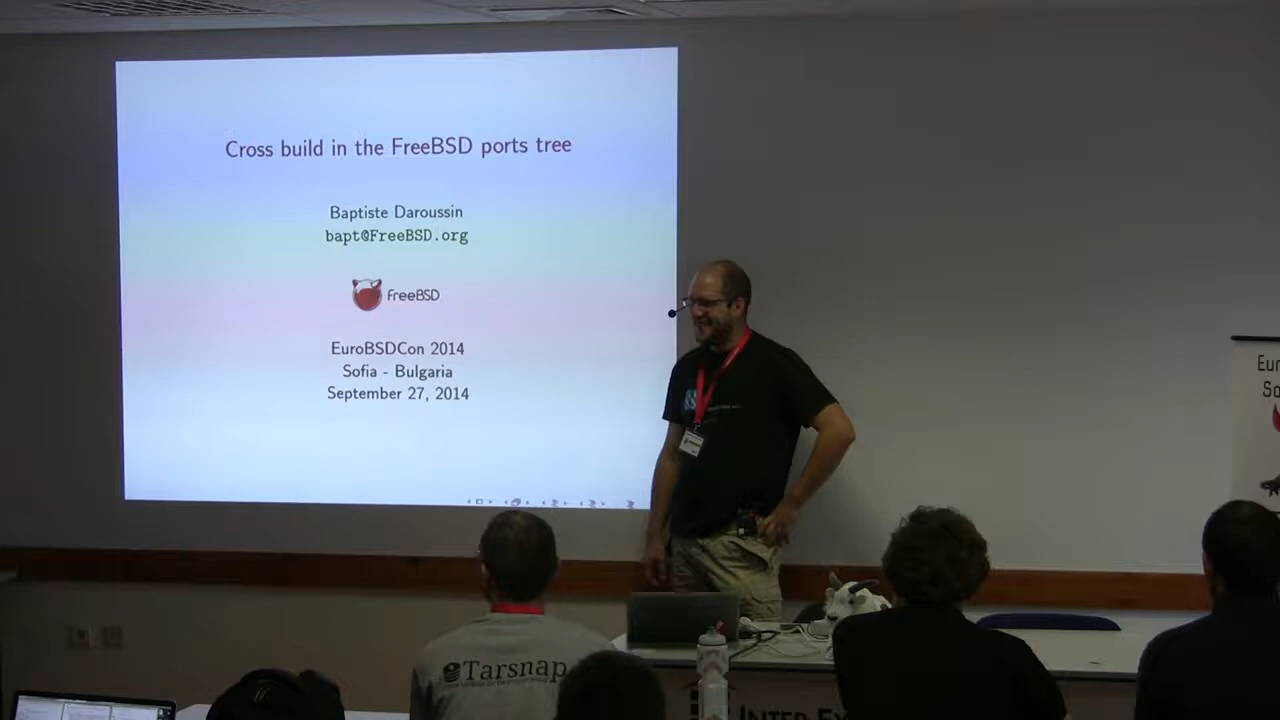 Cross build in the FreeBSD ports tree
Baptiste Daroussin
bapt@FreeBSD.org
FreeBSD
EuroBSDCon 2014
Sofia - Bulgaria
September 27, 2014
Tarsnap
INTER